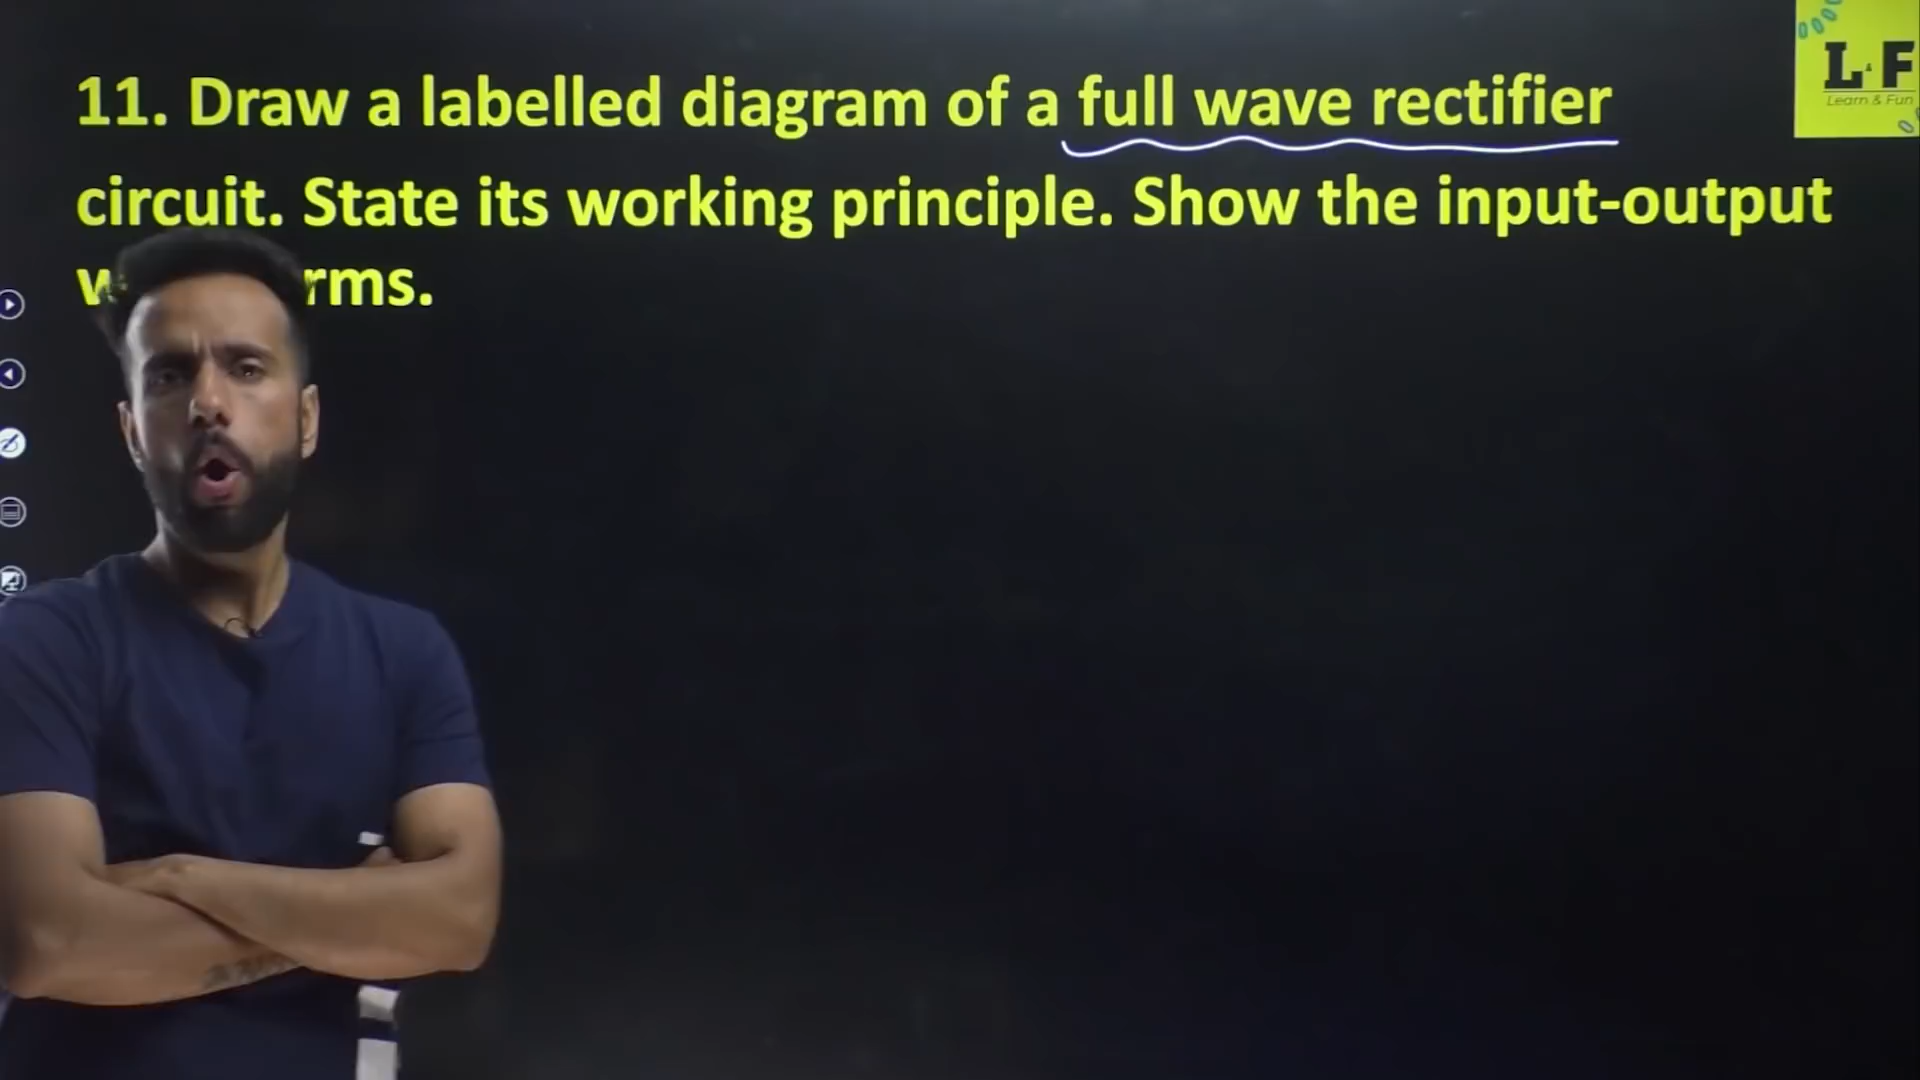 11. Draw a labelled diagram of a full wave rectifier
circuit. State its working principle. Show the input-output
rms.
L&F
Learn & Fun